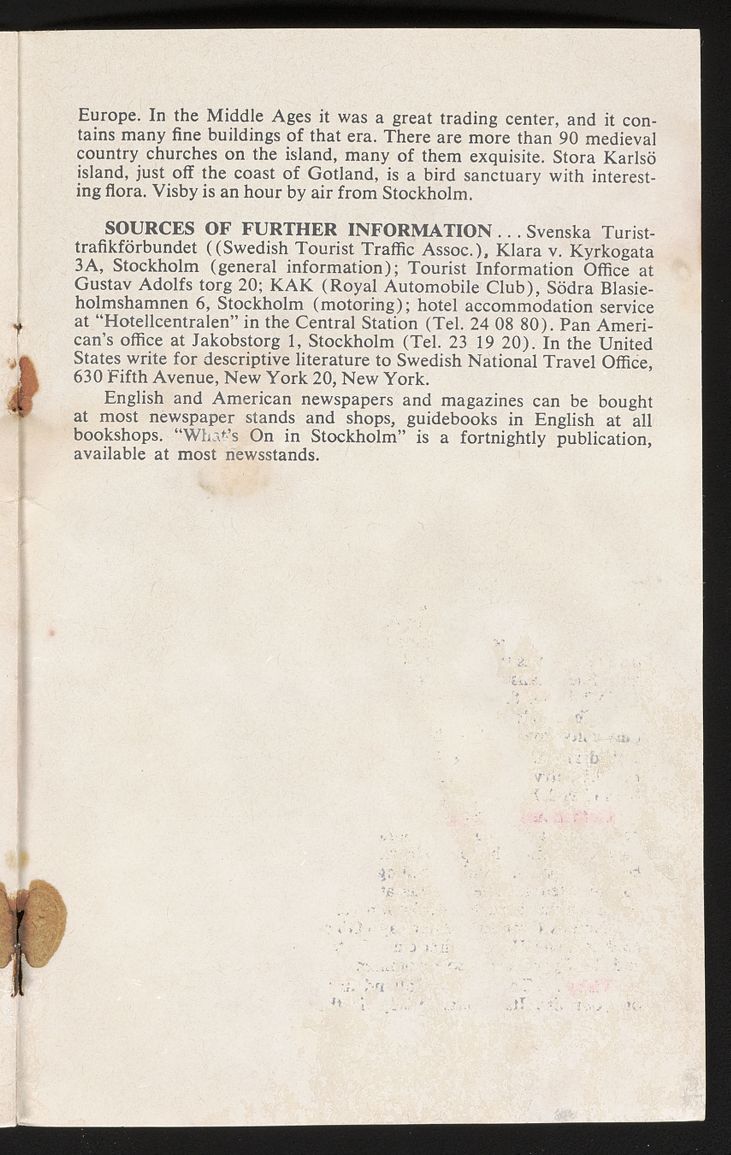 Europe. In the Middle Ages it was a great trading center, and it con-
tains many fine buildings of that era. There are more than 90 medieval
country churches on the island, many of them exquisite. Stora Karlsö
island, just off the coast of Gotland, is a bird sanctuary with interest-
ing flora. Visby is an hour by air from Stockholm.
SOURCES OF FURTHER INFORMATION . . . Svenska Turist-
trafikförbundet ((Swedish Tourist Traffic Assoc.), Klara v. Kyrkogata
3A, Stockholm (general information); Tourist Information Office at
Gustav Adolfs torg 20; KAK (Royal Automobile Club), Södra Blasie-
holmshamnen 6, Stockholm (motoring); hotel accommodation service
at “Hotellcentralen” in the Central Station (Tel. 24 08 80). Pan Ameri-
can’s office at Jakobstorg 1, Stockholm (Tel. 23 19 20). In the United
States write for descriptive literature to Swedish National Travel Office,
630 Fifth Avenue, New York 20, New York.
English and American newspapers and magazines can be bought
at most newspaper stands and shops, guidebooks in English at all
bookshops. “What’s On in Stockholm” is a fortnightly publication,
available at most newsstands.